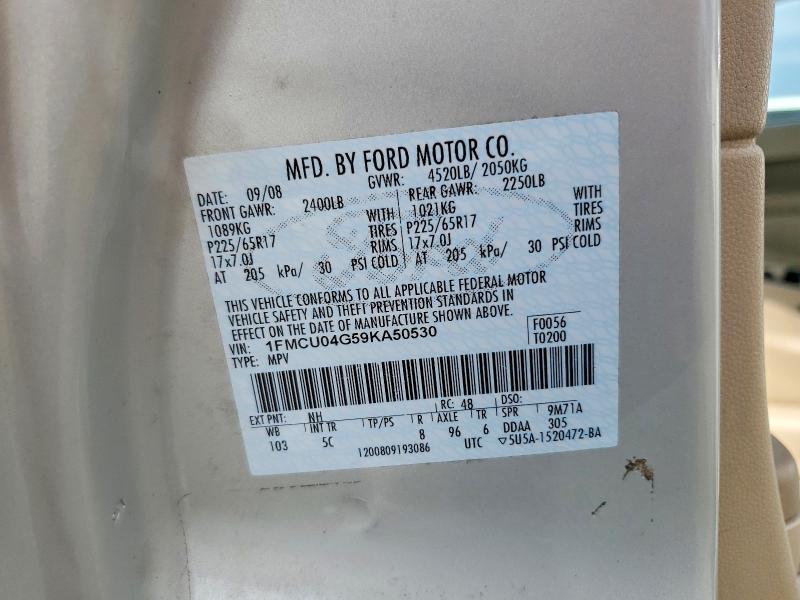 MFD. BY FORD MOTOR CO.
DATE: 09/08 GVWR: 4520LB/ 2050KG
FRONT GAWR: 2400LB REAR GAWR: 2250LB
1089KG WITH 1021KG WITH
P225/65R17 TIRES P225/65R17 TIRES
17x7.0J RIMS 17x7.0J RIMS
AT 205 kPa/ 30 PSI COLD AT 205 kPa/ 30 PSI COLD
THIS VEHICLE CONFORMS TO ALL APPLICABLE FEDERAL MOTOR
VEHICLE SAFETY AND THEFT PREVENTION STANDARDS IN
EFFECT ON THE DATE OF MANUFACTURE SHOWN ABOVE.
VIN: 1FMCU04G59KA50530 F0056
TYPE: MPV T0200
EXT PNT: NH RC: 48 DSO:
WB INT TR TP/PS R AXLE TR SPR 9M71A
103 5C 8 96 6 DDAA 305
1200809193086 UTC ▽5U5A-1520472-BA
Ford